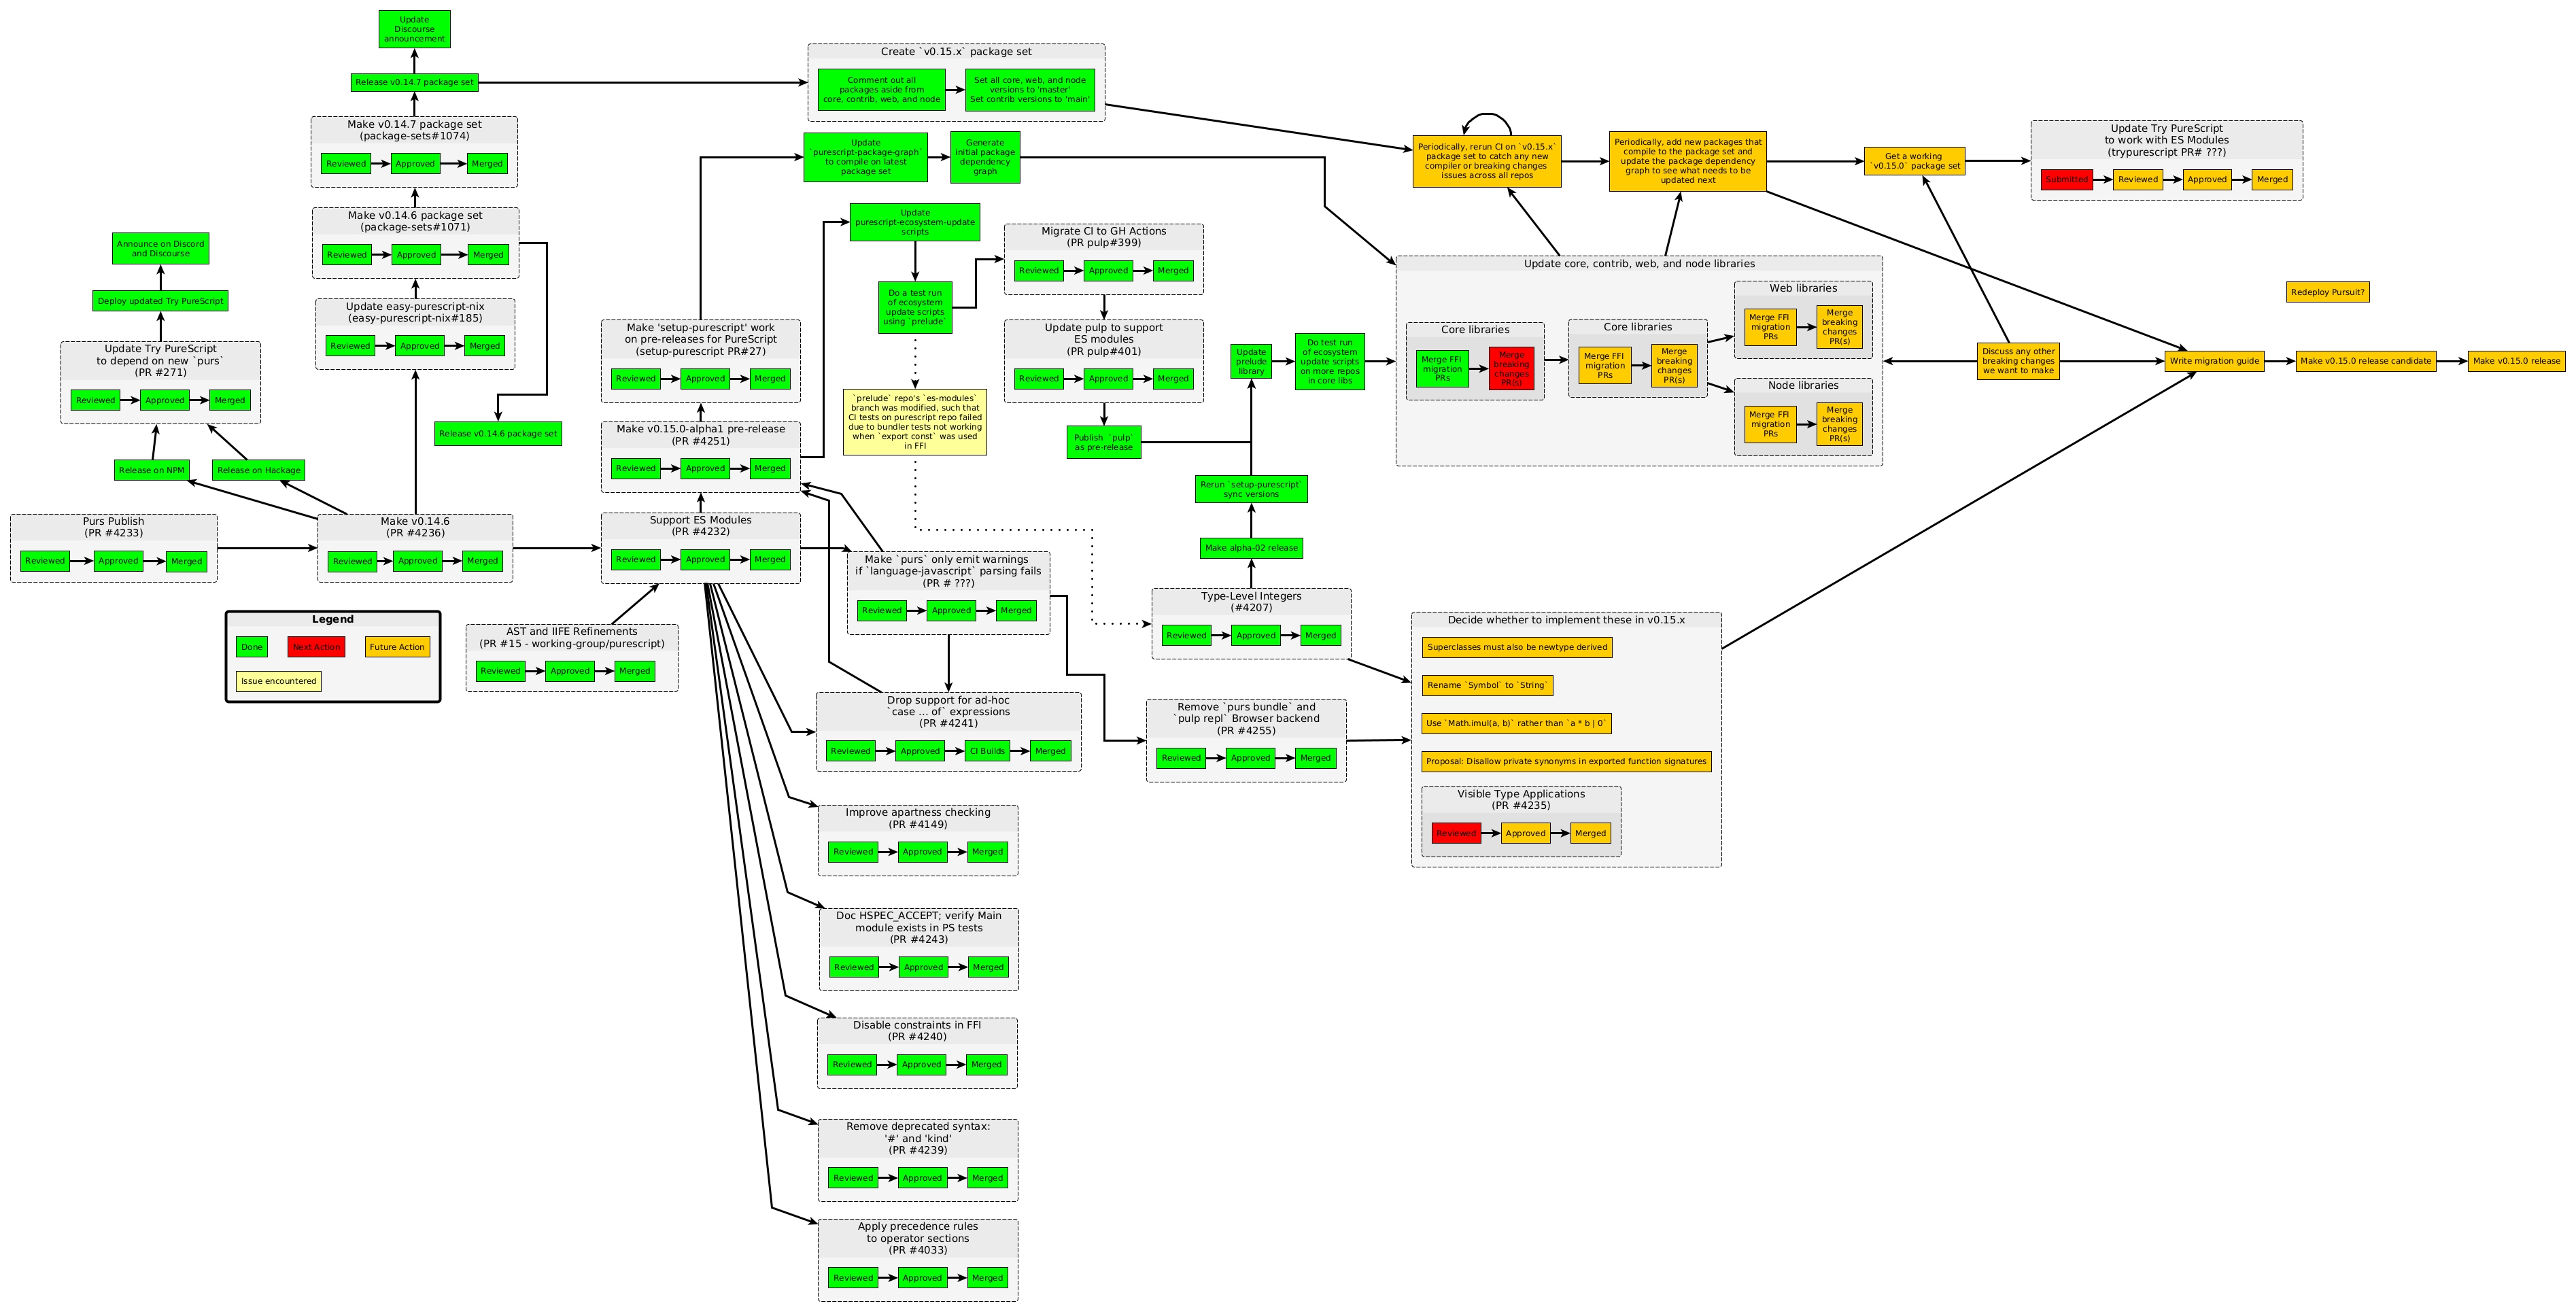 Update
Discourse
announcement
Release v0.14.7 package set
Make v0.14.7 package set
(package-sets#1074)
Reviewed
Approved
Merged
Make v0.14.6 package set
(package-sets#1071)
Reviewed
Approved
Merged
Update easy-purescript-nix
(easy-purescript-nix#185)
Reviewed
Approved
Merged
Release v0.14.6 package set
Announce on Discord
and Discourse
Deploy updated Try PureScript
Update Try PureScript
to depend on new `purs`
(PR #271)
Reviewed
Approved
Merged
Release on NPM
Release on Hackage
Purs Publish
(PR #4233)
Reviewed
Approved
Merged
Make v0.14.6
(PR #4236)
Reviewed
Approved
Merged
Legend
Done
Next Action
Future Action
Issue encountered
AST and IIFE Refinements
(PR #15 - working-group/purescript)
Reviewed
Approved
Merged
Make 'setup-purescript' work
on pre-releases for PureScript
(setup-purescript PR#27)
Reviewed
Approved
Merged
Make v0.15.0-alpha1 pre-release
(PR #4251)
Reviewed
Approved
Merged
Support ES Modules
(PR #4232)
Reviewed
Approved
Merged
Create `v0.15.x` package set
Comment out all
packages aside from
core, contrib, web, and node
Set all core, web, and node
versions to 'master'
Set contrib versions to 'main'
Update
`purescript-package-graph`
to compile on latest
package set
Generate
initial package
dependency
graph
Update
purescript-ecosystem-update
scripts
Do a test run
of ecosystem
update scripts
using `prelude`
`prelude` repo's `es-modules`
branch was modified, such that
CI tests on purescript repo failed
due to bundler tests not working
when `export const` was used
in FFI
Migrate CI to GH Actions
(PR pulp#399)
Reviewed
Approved
Merged
Update pulp to support
ES modules
(PR pulp#401)
Reviewed
Approved
Merged
Publish `pulp`
as pre-release
Make `purs` only emit warnings
if `language-javascript` parsing fails
(PR # ???)
Reviewed
Approved
Merged
Drop support for ad-hoc
`case ... of` expressions
(PR #4241)
Reviewed
Approved
CI Builds
Merged
Improve apartness checking
(PR #4149)
Reviewed
Approved
Merged
Doc HSPEC_ACCEPT; verify Main
module exists in PS tests
(PR #4243)
Reviewed
Approved
Merged
Disable constraints in FFI
(PR #4240)
Reviewed
Approved
Merged
Remove deprecated syntax:
'#' and 'kind'
(PR #4239)
Reviewed
Approved
Merged
Apply precedence rules
to operator sections
(PR #4033)
Reviewed
Approved
Merged
Update
prelude
library
Do test run
of ecosystem
update scripts
on more repos
in core libs
Rerun `setup-purescript`
sync versions
Make alpha-02 release
Type-Level Integers
(#4207)
Reviewed
Approved
Merged
Remove `purs bundle` and
`pulp repl` Browser backend
(PR #4255)
Reviewed
Approved
Merged
Periodically, rerun CI on `v0.15.x`
package set to catch any new
compiler or breaking changes
issues across all repos
Periodically, add new packages that
compile to the package set and
update the package dependency
graph to see what needs to be
updated next
Get a working
`v0.15.0` package set
Update Try PureScript
to work with ES Modules
(trypurescript PR# ???)
Submitted
Reviewed
Approved
Merged
Update core, contrib, web, and node libraries
Core libraries
Merge FFI
migration
PRs
Merge
breaking
changes
PR(s)
Core libraries
Merge FFI
migration
PRs
Merge
breaking
changes
PR(s)
Web libraries
Merge FFI
migration
PRs
Merge
breaking
changes
PR(s)
Node libraries
Merge FFI
migration
PRs
Merge
breaking
changes
PR(s)
Redeploy Pursuit?
Discuss any other
breaking changes
we want to make
Write migration guide
Make v0.15.0 release candidate
Make v0.15.0 release
Decide whether to implement these in v0.15.x
Superclasses must also be newtype derived
Rename `Symbol` to `String`
Use `Math.imul(a, b)` rather than `a * b | 0`
Proposal: Disallow private synonyms in exported function signatures
Visible Type Applications
(PR #4235)
Reviewed
Approved
Merged